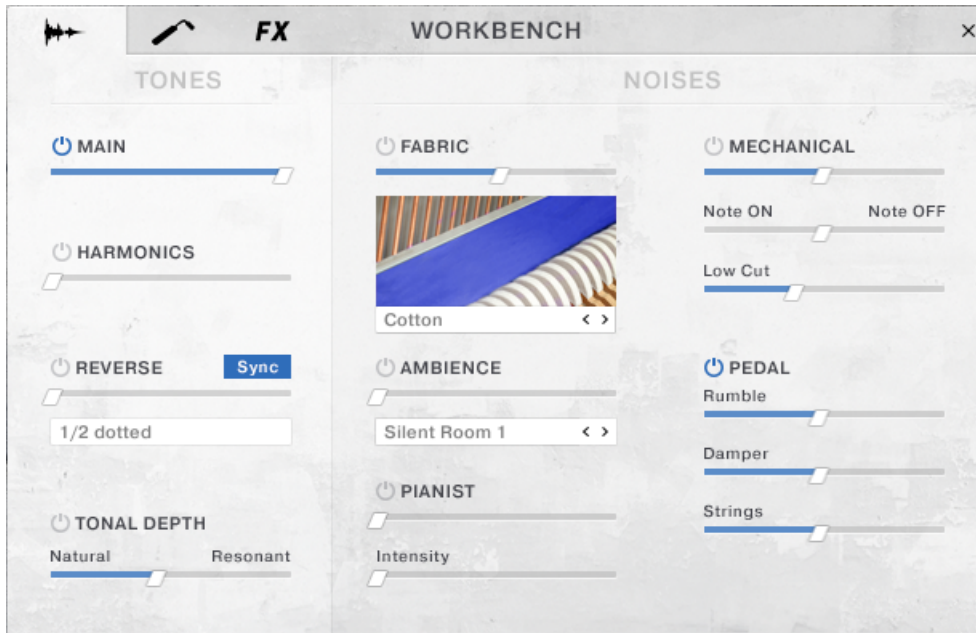 FX
WORKBENCH
TONES
NOISES
MAIN
HARMONICS
REVERSE
Sync
1/2 dotted
TONAL DEPTH
Natural
Resonant
FABRIC
Cotton
AMBIENCE
Silent Room 1
PIANIST
Intensity
MECHANICAL
Note ON
Note OFF
Low Cut
PEDAL
Rumble
Damper
Strings